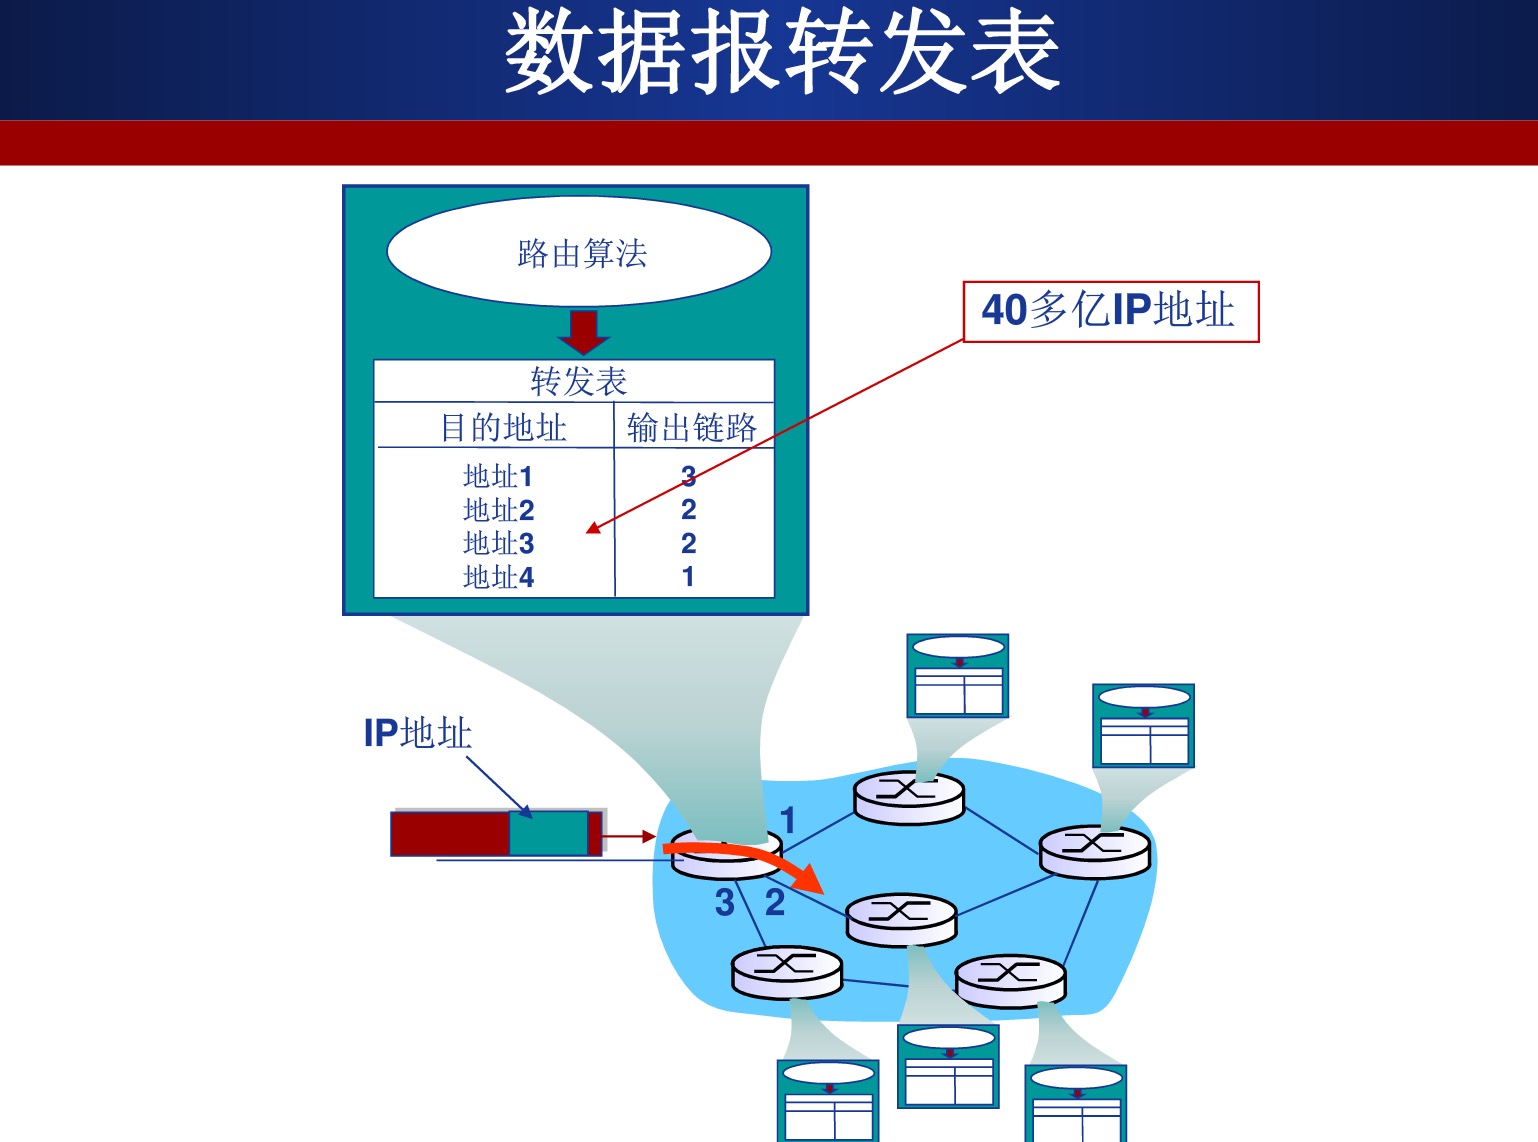 数据报转发表
路由算法
40多亿IP地址
转发表
目的地址 输出链路
地址1 3
地址2 2
地址3 2
地址4 1
IP地址
1
3 2